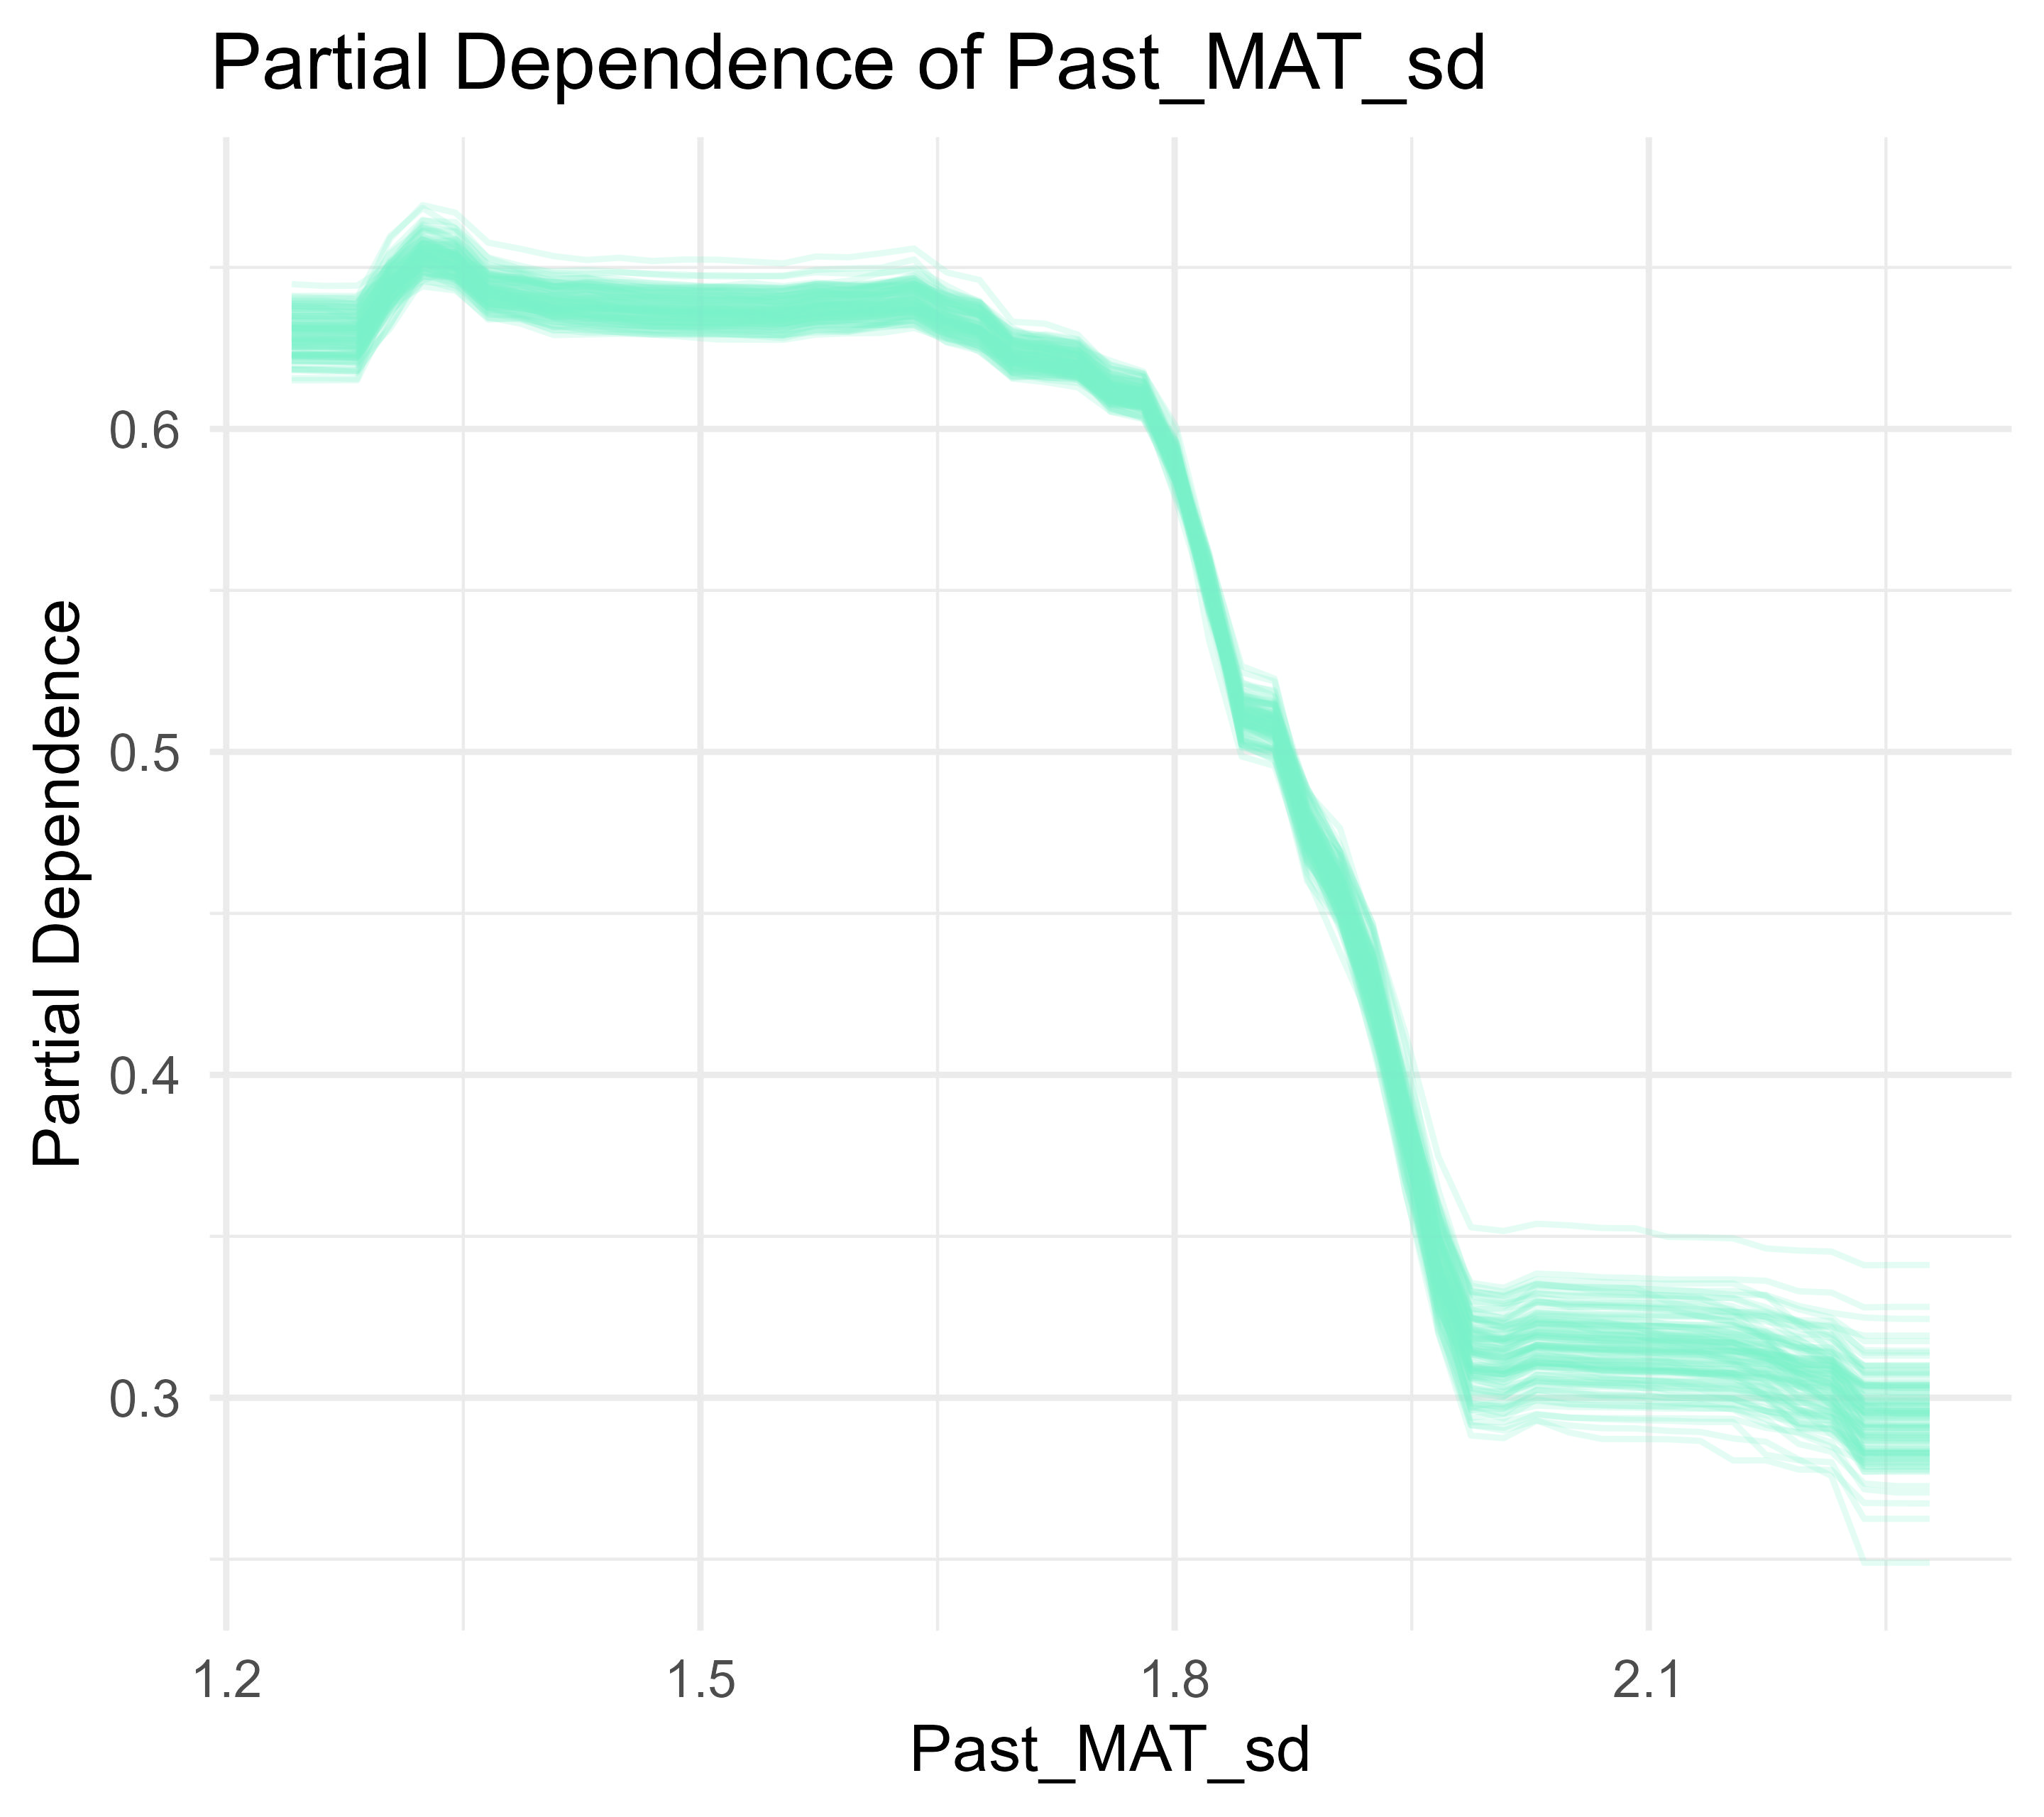 Partial Dependence of Past_MAT_sd
Partial Dependence
0.6
0.5
0.4
0.3
1.2
1.5
1.8
2.1
Past_MAT_sd